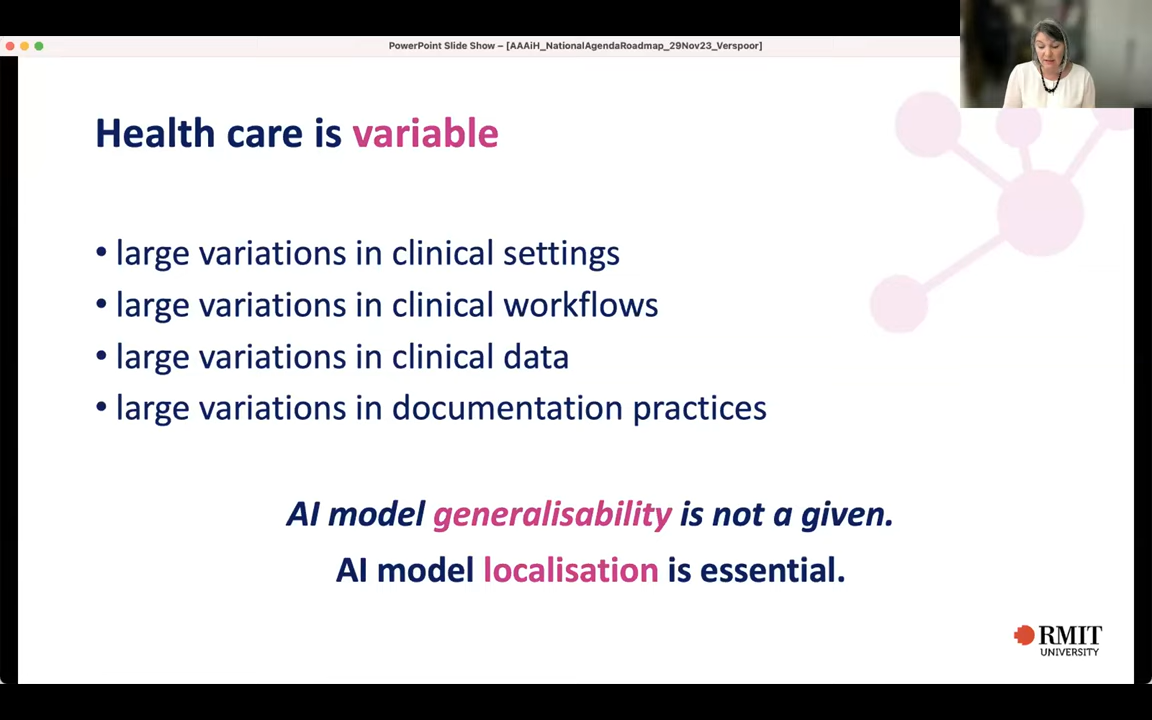 PowerPoint Slide Show – [AAAiH_NationalAgendaRoadmap_29Nov23_Verspoor]
Health care is variable
• large variations in clinical settings
• large variations in clinical workflows
• large variations in clinical data
• large variations in documentation practices
AI model generalisability is not a given.
AI model localisation is essential.
RMIT
UNIVERSITY